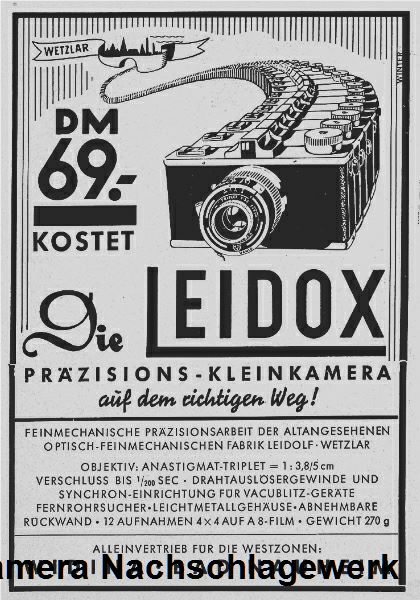 WETZLAR
WINTER
DM
69.-
KOSTET
Die LEIDOX
PRÄZISIONS-KLEINKAMERA
auf dem richtigen Weg!
FEINMECHANISCHE PRÄZISIONSARBEIT DER ALTANGESEHENEN
OPTISCH-FEINMECHANISCHEN FABRIK LEIDOLF·WETZLAR
OBJEKTIV: ANASTIGMAT-TRIPLET = 1:3,8/5 cm
VERSCHLUSS BIS 1/200 SEC · DRAHTAUSLÖSERGEWINDE UND
SYNCHRON-EINRICHTUNG FÜR VACUBLITZ-GERÄTE
FERNROHRSUCHER·LEICHTMETALLGEHÄUSE·ABNEHMBARE
RÜCKWAND · 12 AUFNAHMEN 4×4 AUF A 8-FILM · GEWICHT 270 g
ALLEINVERTRIEB FÜR DIE WESTZONEN:
amera Nachschlagewerk